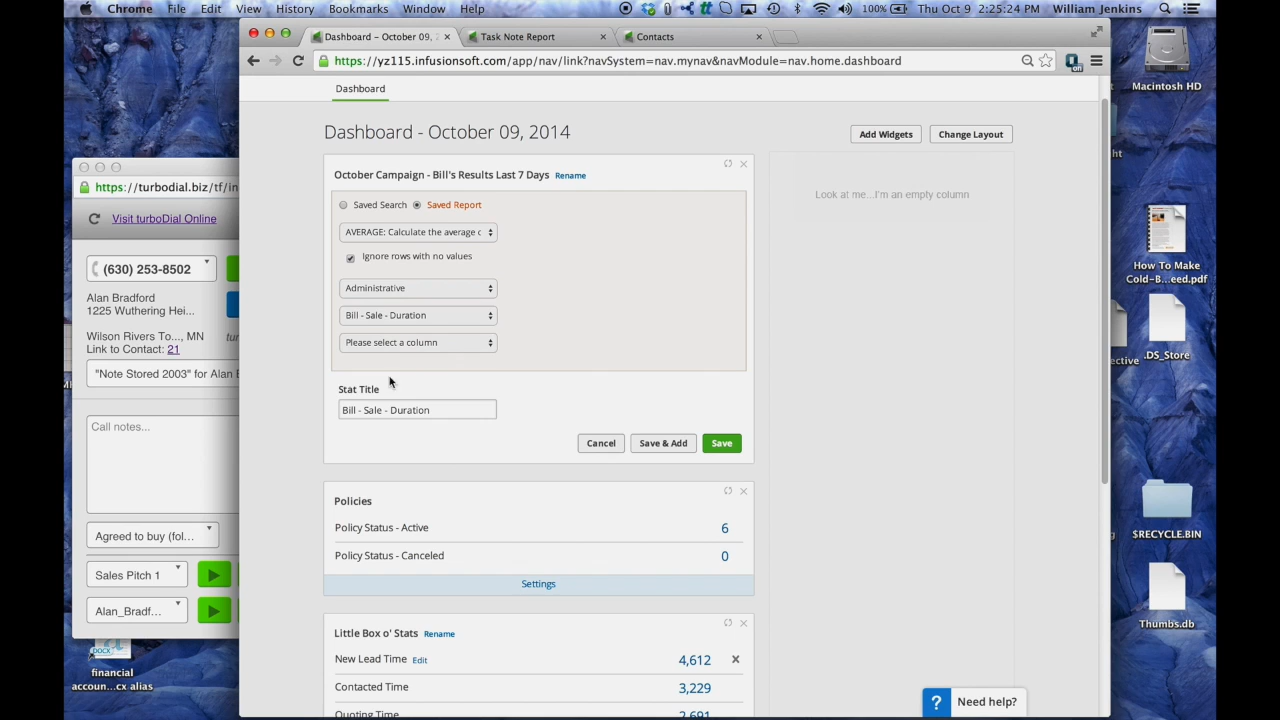 Chrome File Edit View History Bookmarks Window Help 100% Thu Oct 9 2:25:24 PM William Jenkins
Dashboard – October 09, Task Note Report Contacts
https://yz115.infusionsoft.com/app/nav/link?navSystem=nav.mynav&navModule=nav.home.dashboard
on
Dashboard
Dashboard - October 09, 2014
Add Widgets Change Layout
October Campaign - Bill's Results Last 7 Days Rename
Saved Search Saved Report
AVERAGE: Calculate the average c
Ignore rows with no values
Administrative
Bill - Sale - Duration
Please select a column
Stat Title
Bill - Sale - Duration
Cancel Save & Add Save
Look at me...I'm an empty column
Policies
Policy Status - Active 6
Policy Status - Canceled 0
Settings
Little Box o' Stats Rename
New Lead Time Edit 4,612
Contacted Time 3,229
Quoting Time 2,691
? Need help?
https://turbodial.biz/tf/in
Visit turboDial Online
(630) 253-8502
Alan Bradford
1225 Wuthering Hei...
Wilson Rivers To..., MN
Link to Contact: 21
"Note Stored 2003" for Alan B
Call notes...
Agreed to buy (fol...
Sales Pitch 1
Alan_Bradf...
financial
accoun...cx alias
DOCX
Macintosh HD
How To Make
Cold-B...eed.pdf
.DS_Store
$RECYCLE.BIN
Thumbs.db